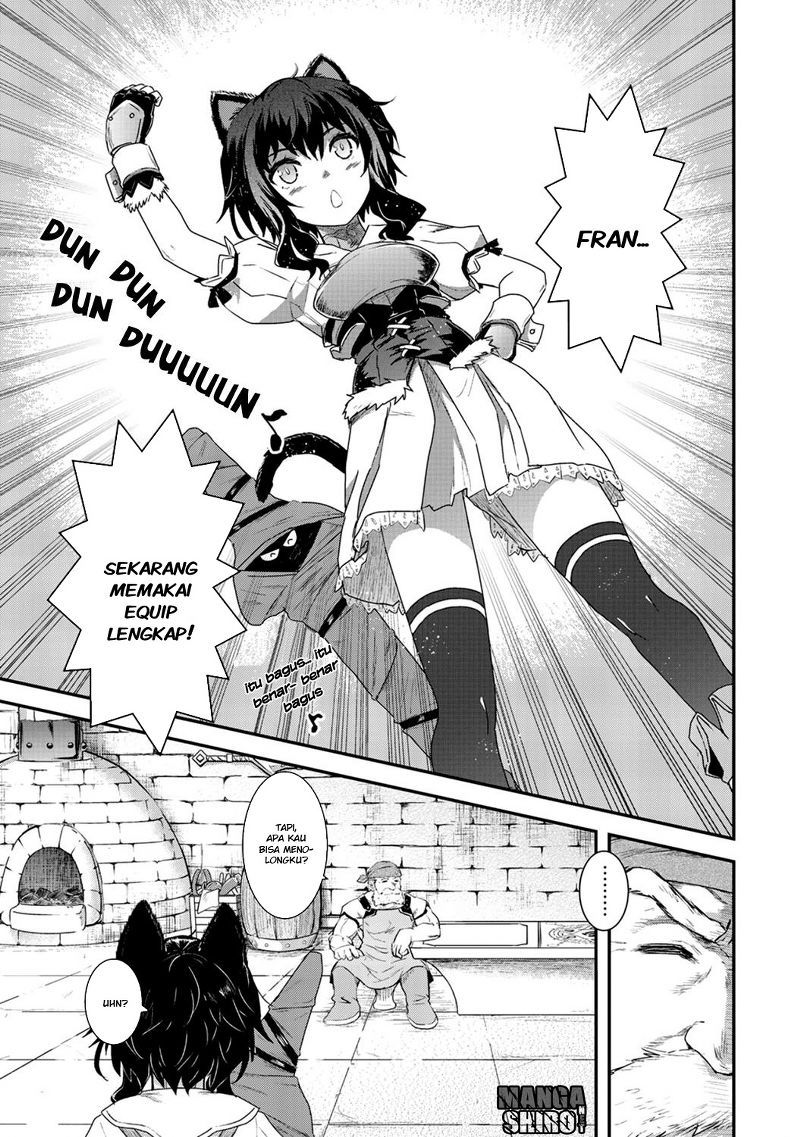 FRAN...
DUN DUN
DUN DUUUUUN
SEKARANG
MEMAKAI
EQUIP
LENGKAP!
itu bagus.. itu
benar- benar
bagus
.......
TAPI,
APA KAU
BISA MENO-
LONGKU?
UHN?
MANGA
SHIRO!